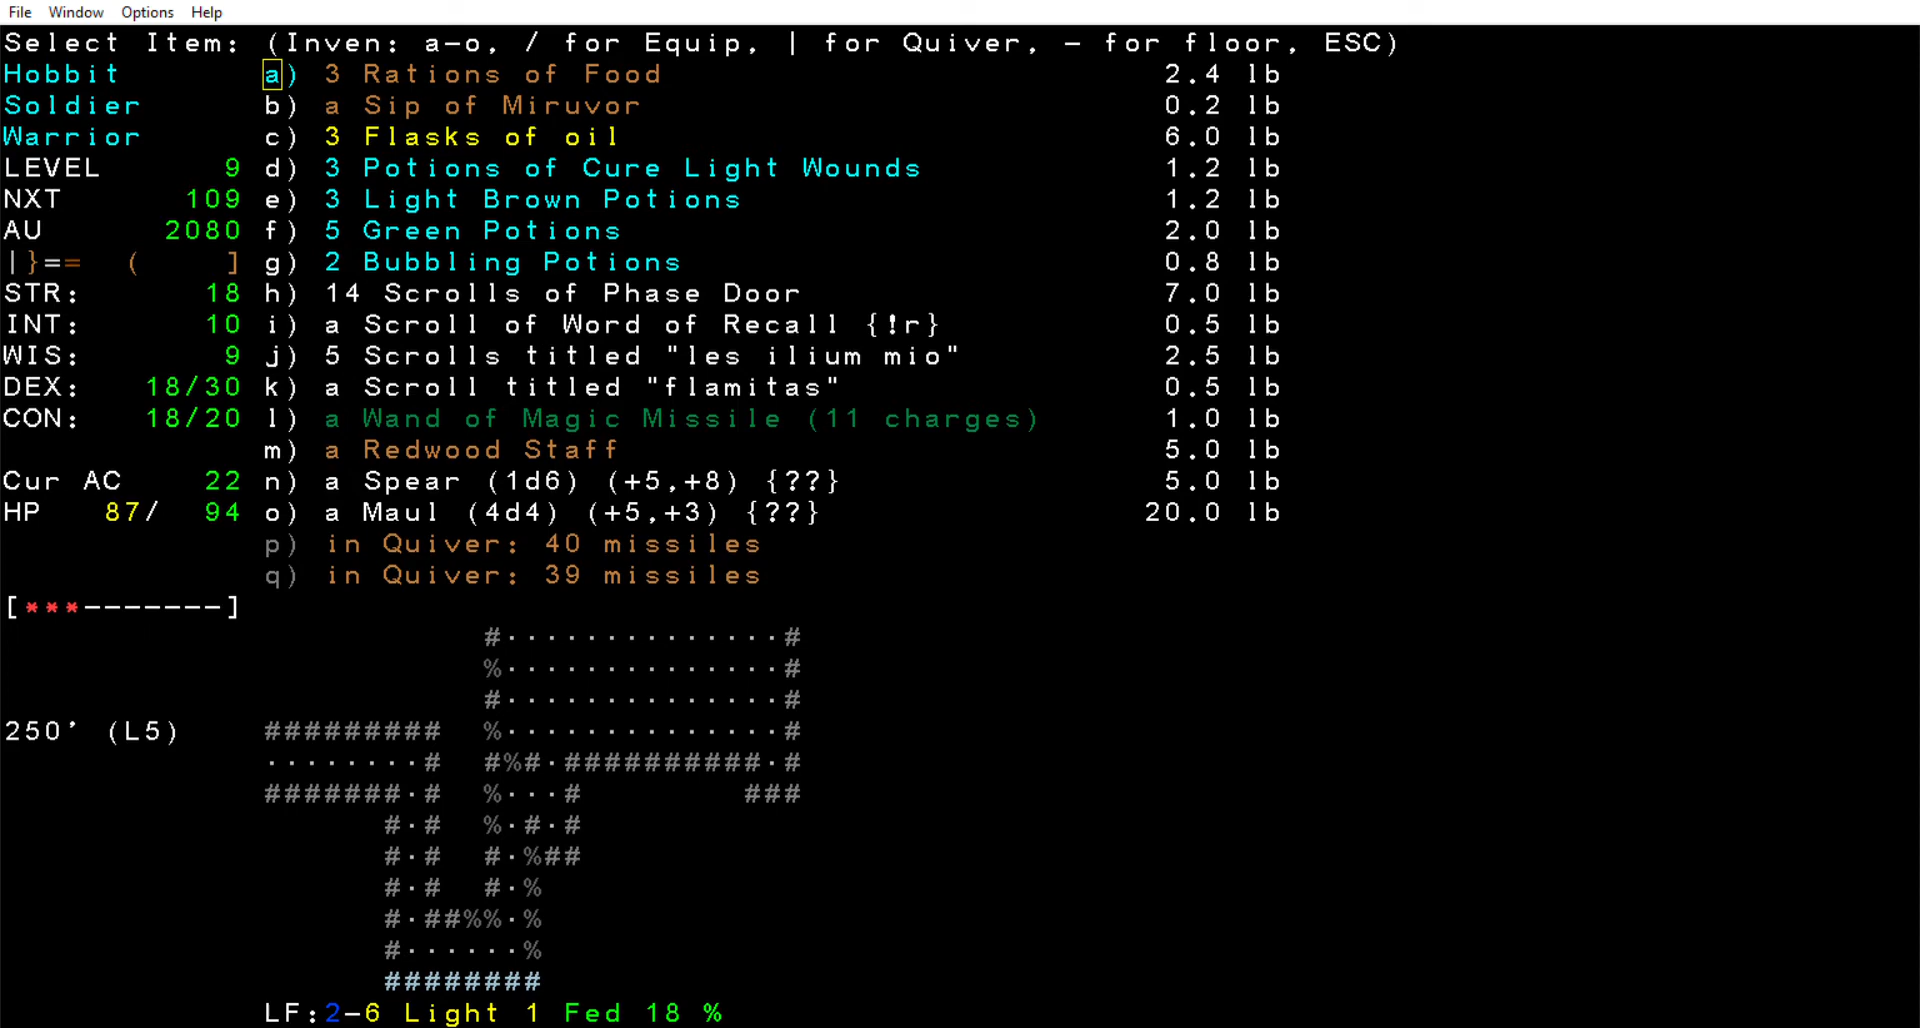 File Window Options Help
Select Item: (Inven: a-o, / for Equip, | for Quiver, - for floor, ESC)
Hobbit a) 3 Rations of Food 2.4 lb
Soldier b) a Sip of Miruvor 0.2 lb
Warrior c) 3 Flasks of oil 6.0 lb
LEVEL 9 d) 3 Potions of Cure Light Wounds 1.2 lb
NXT 109 e) 3 Light Brown Potions 1.2 lb
AU 2080 f) 5 Green Potions 2.0 lb
|}== ( ] g) 2 Bubbling Potions 0.8 lb
STR: 18 h) 14 Scrolls of Phase Door 7.0 lb
INT: 10 i) a Scroll of Word of Recall {!r} 0.5 lb
WIS: 9 j) 5 Scrolls titled "les ilium mio" 2.5 lb
DEX: 18/30 k) a Scroll titled "flamitas" 0.5 lb
CON: 18/20 l) a Wand of Magic Missile (11 charges) 1.0 lb
m) a Redwood Staff 5.0 lb
Cur AC 22 n) a Spear (1d6) (+5,+8) {??} 5.0 lb
HP 87/ 94 o) a Maul (4d4) (+5,+3) {??} 20.0 lb
p) in Quiver: 40 missiles
q) in Quiver: 39 missiles
[***-------]
#..............#
%..............#
#..............#
250' (L5) ######### %..............#
........# #%#.##########.#
#######.# %...# ###
#.# %.#.#
#.# #.%##
#.# #.%
#.##%%.%
#......%
########
LF:2-6 Light 1 Fed 18 %